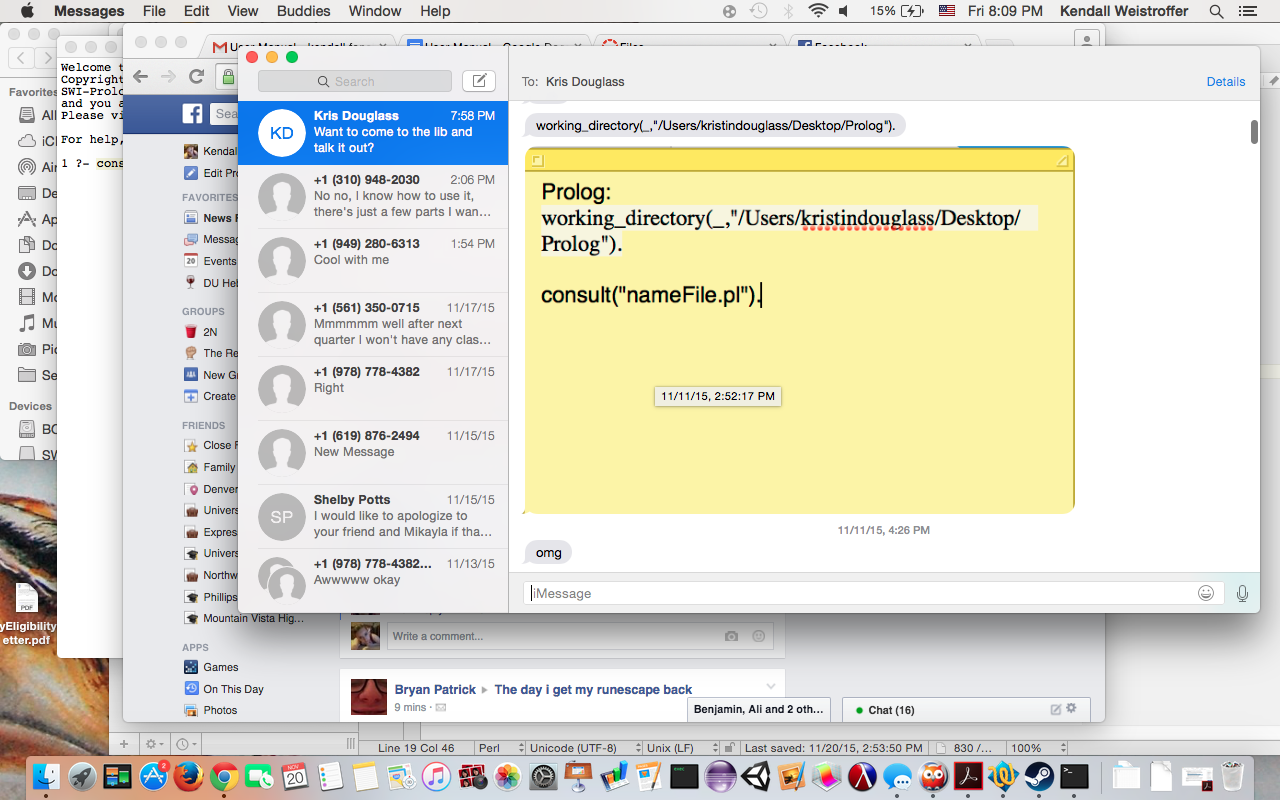 Messages File Edit View Buddies Window Help
15% Fri 8:09 PM Kendall Weistroffer
Welcome t
Copyright
SWI-Prolo
and you a
Please vi
For help,
1 ?- cons
Favorites
All
iCl
Air
De
Ap
Do
Do
Mo
Mu
Pic
Se
Devices
BO
SW
yEligibility
etter.pdf
PDF
Files
Facebook
Sea
Kendal
Edit Pro
FAVORITES
News F
Messag
Events
DU Heb
GROUPS
2N
The Re
New Gr
Create
FRIENDS
Close F
Family
Denver
Univers
Expres
Univers
Northw
Phillips
Mountain Vista Hig...
APPS
Games
On This Day
Photos
Search
Kris Douglass 7:58 PM
KD
Want to come to the lib and
talk it out?
+1 (310) 948-2030 2:06 PM
No no, I know how to use it,
there's just a few parts I wan...
+1 (949) 280-6313 1:54 PM
Cool with me
+1 (561) 350-0715 11/17/15
Mmmmmm well after next
quarter I won't have any clas...
+1 (978) 778-4382 11/17/15
Right
+1 (619) 876-2494 11/15/15
New Message
Shelby Potts 11/15/15
SP
I would like to apologize to
your friend and Mikayla if tha...
+1 (978) 778-4382... 11/13/15
Awwwww okay
To: Kris Douglass Details
working_directory(_,"/Users/kristindouglass/Desktop/Prolog").
Prolog:
working_directory(_,"/Users/kristindouglass/Desktop/
Prolog").
consult("nameFile.pl").
11/11/15, 2:52:17 PM
11/11/15, 4:26 PM
omg
iMessage
Write a comment...
Bryan Patrick ▸ The day i get my runescape back
9 mins ·
Benjamin, Ali and 2 oth...
Chat (16)
Line 19 Col 46 Perl Unicode (UTF-8) Unix (LF) Last saved: 11/20/15, 2:53:50 PM 830 /... 100%
2
NOV
20